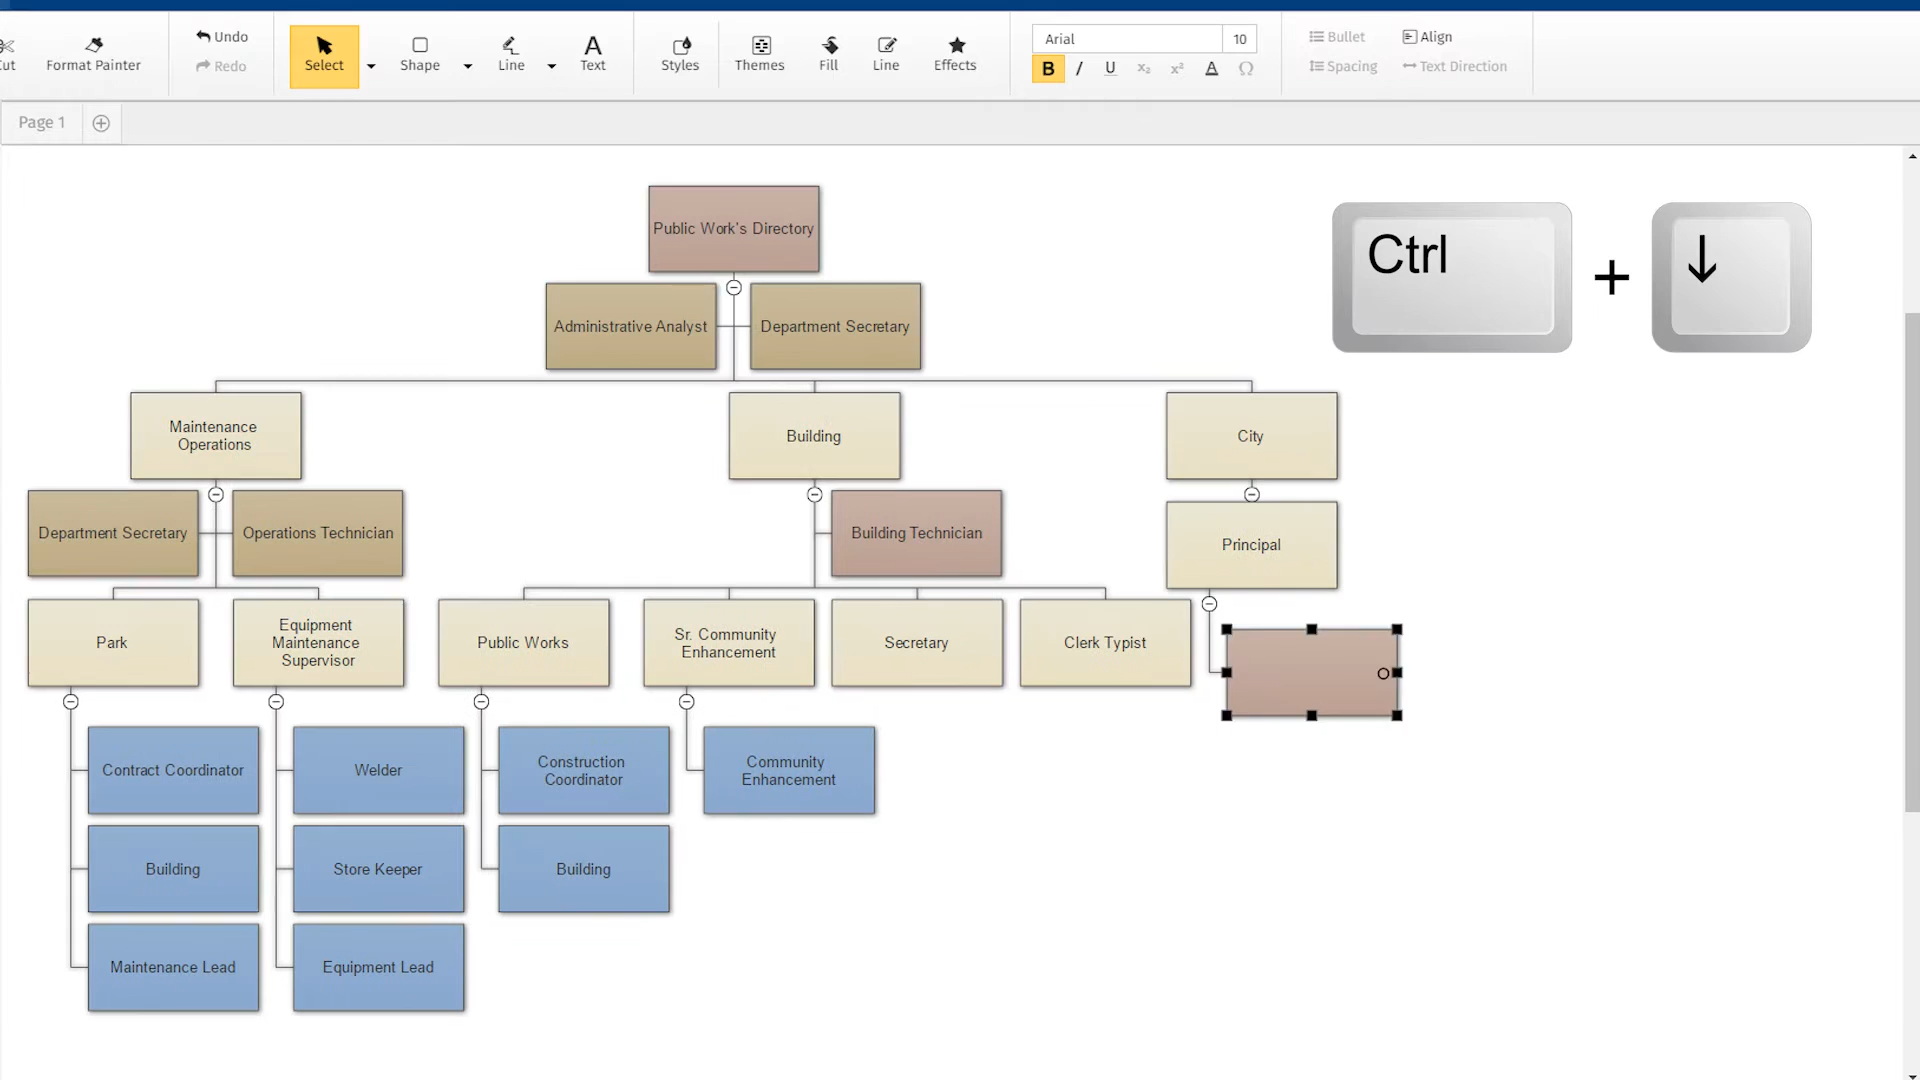 ut
Format Painter
Undo
Redo
Select
Shape
Line
Text
Styles
Themes
Fill
Line
Effects
Arial 10
B I U x₂ x² A Ω
Bullet
Align
Spacing
Text Direction
Page 1
Public Work's Directory
Ctrl + ↓
Administrative Analyst
Department Secretary
Maintenance
Operations
Building
City
Department Secretary
Operations Technician
Building Technician
Principal
Park
Equipment
Maintenance
Supervisor
Public Works
Sr. Community
Enhancement
Secretary
Clerk Typist
Contract Coordinator
Welder
Construction
Coordinator
Community
Enhancement
Building
Store Keeper
Building
Maintenance Lead
Equipment Lead